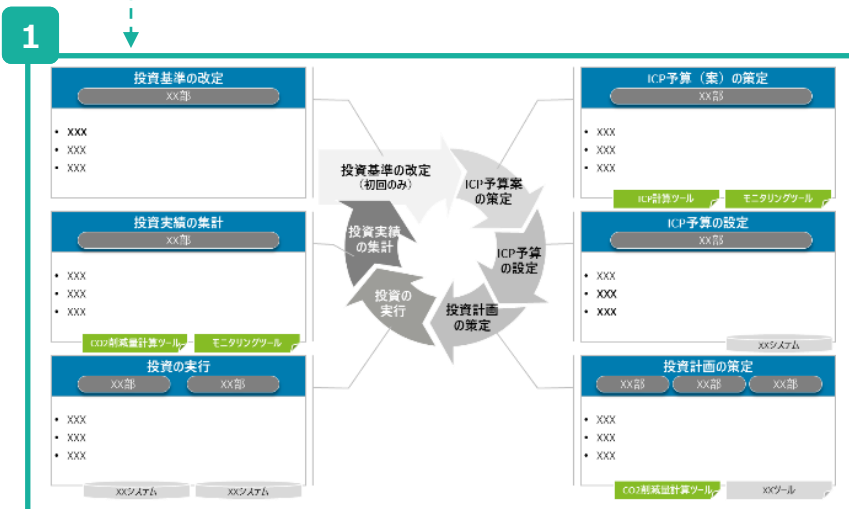 1
投資基準の改定
XX部
• XXX
• XXX
• XXX
投資実績の集計
XX部
• XXX
• XXX
• XXX
CO2削減量計算ツール
モニタリングツール
投資の実行
XX部
XX部
• XXX
• XXX
• XXX
XXシステム
XXシステム
投資基準の改定
(初回のみ)
ICP予算案
の策定
ICP予算
の設定
投資計画
の策定
投資の
実行
投資実績
の集計
ICP予算(案)の策定
XX部
• XXX
• XXX
• XXX
ICP計算ツール
モニタリングツール
ICP予算の設定
XX部
• XXX
• XXX
• XXX
XXシステム
投資計画の策定
XX部
XX部
XX部
• XXX
• XXX
• XXX
CO2削減量計算ツール
XXツール